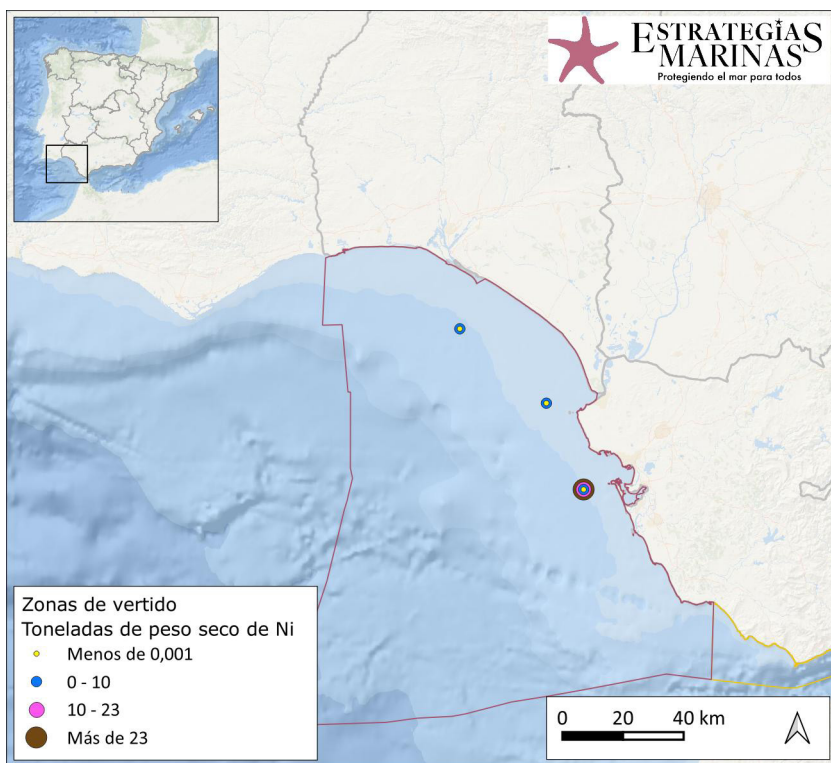 ESTRATEGIAS
MARINAS
Protegiendo el mar para todos
Zonas de vertido
Toneladas de peso seco de Ni
Menos de 0,001
0 - 10
10 - 23
Más de 23
0 20 40 km